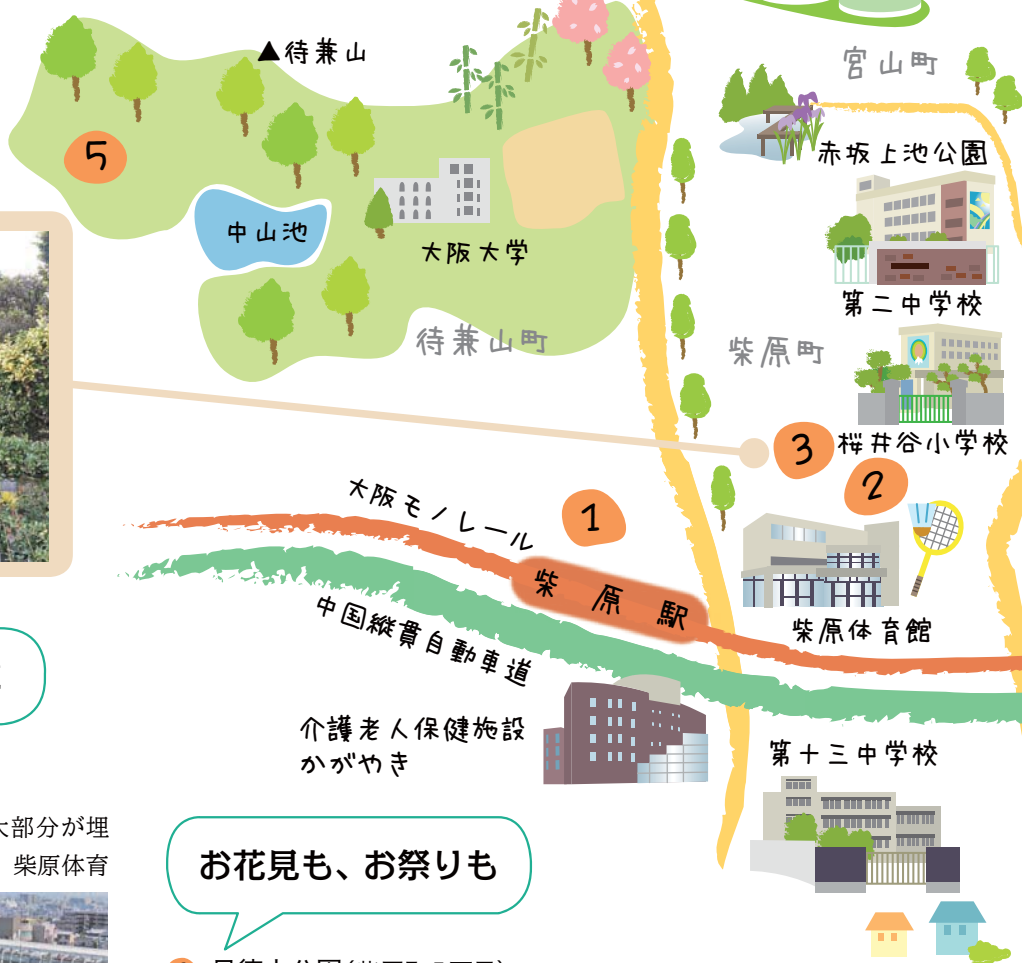 ▲待兼山
宮山町
5
赤坂上池公園
中山池
大阪大学
第二中学校
待兼山町
柴原町
3
桜井谷小学校
2
大阪モノレール
1
柴原駅
中国縦貫自動車道
柴原体育館
介護老人保健施設
かがやき
第十三中学校
大部分が埋
柴原体育
お花見も、お祭りも